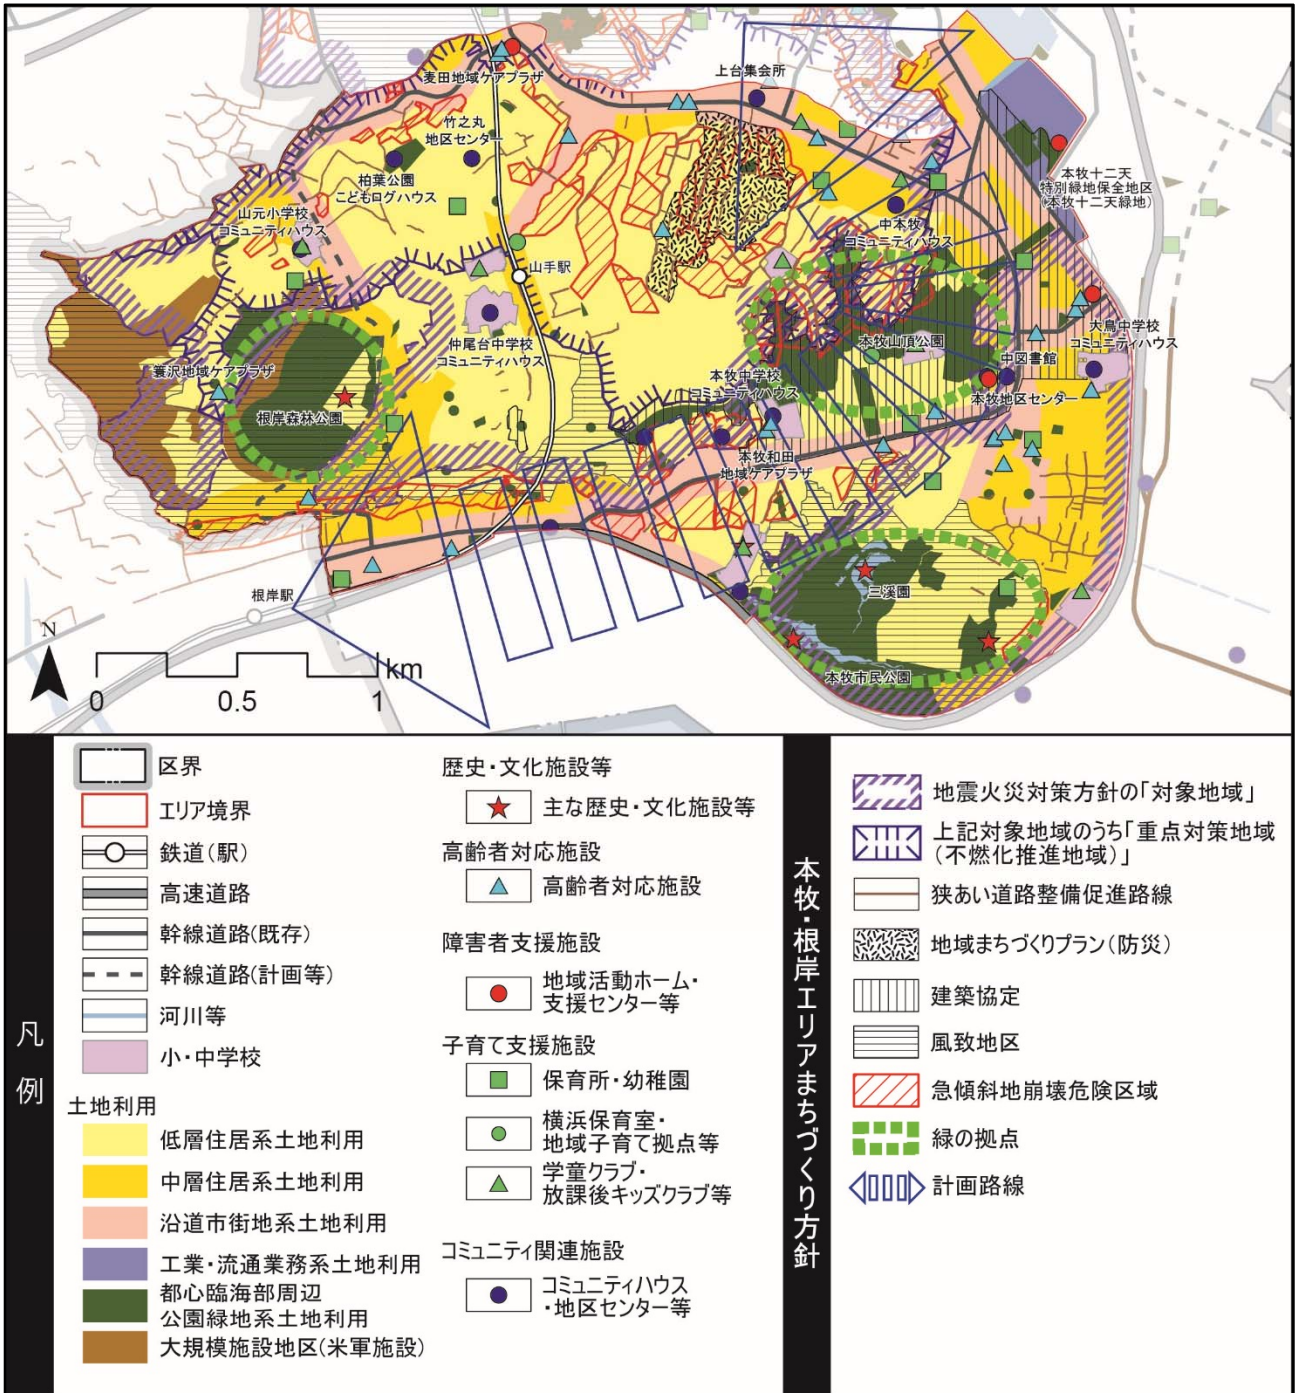 上台集会所
麦田地域ケアプラザ
竹之丸
地区センター
柏葉公園
こどもログハウス
本牧十二天
特別緑地保全地区
(本牧十二天緑地)
山元小学校
コミュニティハウス
中本牧
コミュニティハウス
山手駅
大鳥中学校
コミュニティハウス
本牧山頂公園
仲尾台中学校
コミュニティハウス
中図書館
簑沢地域ケアプラザ
本牧中学校
コミュニティハウス
本牧地区センター
根岸森林公園
本牧和田
地域ケアプラザ
根岸駅
三溪園
本牧市民公園
N
km
0
0.5
1
凡例
区界
エリア境界
鉄道(駅)
高速道路
幹線道路(既存)
幹線道路(計画等)
河川等
小・中学校
土地利用
低層住居系土地利用
中層住居系土地利用
沿道市街地系土地利用
工業・流通業務系土地利用
都心臨海部周辺
公園緑地系土地利用
大規模施設地区(米軍施設)
歴史・文化施設等
主な歴史・文化施設等
高齢者対応施設
高齢者対応施設
障害者支援施設
地域活動ホーム・
支援センター等
子育て支援施設
保育所・幼稚園
横浜保育室・
地域子育て拠点等
学童クラブ・
放課後キッズクラブ等
コミュニティ関連施設
コミュニティハウス
・地区センター等
本牧・根岸エリアまちづくり方針
地震火災対策方針の「対象地域」
上記対象地域のうち「重点対策地域
(不燃化推進地域)」
狭あい道路整備促進路線
地域まちづくりプラン(防災)
建築協定
風致地区
急傾斜地崩壊危険区域
緑の拠点
計画路線